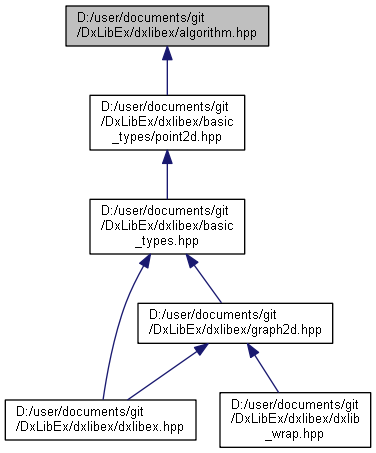 D:/user/documents/git
/DxLibEx/dxlibex/algorithm.hpp
D:/user/documents/git
/DxLibEx/dxlibex/basic
_types/point2d.hpp
D:/user/documents/git
/DxLibEx/dxlibex/basic
_types.hpp
D:/user/documents/git
/DxLibEx/dxlibex/graph2d.hpp
D:/user/documents/git
/DxLibEx/dxlibex/dxlibex.hpp
D:/user/documents/git
/DxLibEx/dxlibex/dxlib
_wrap.hpp